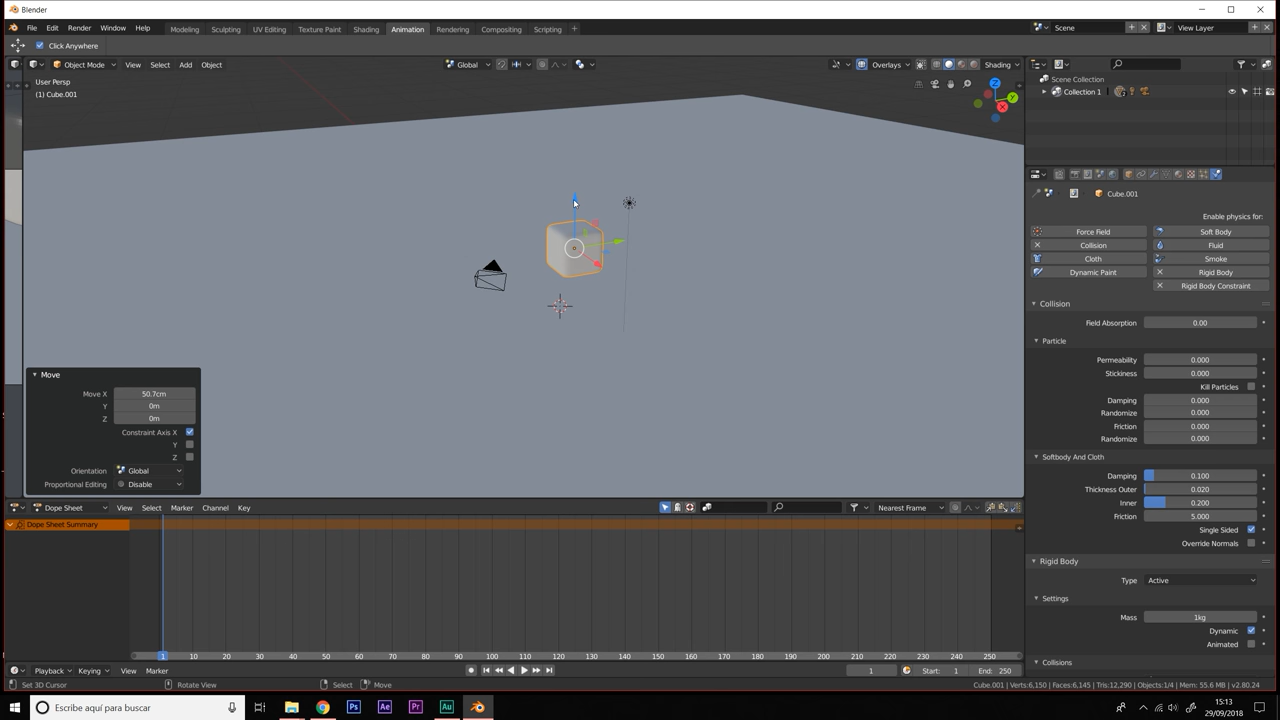 Blender
File Edit Render Window Help
Modeling Sculpting UV Editing Texture Paint Shading Animation Rendering Compositing Scripting
Scene
View Layer
Click Anywhere
Object Mode View Select Add Object
Global
Overlays
Shading
User Persp
(1) Cube.001
Z
Y
X
Scene Collection
Collection 1
Cube.001
Enable physics for:
Force Field
Soft Body
Collision
Fluid
Cloth
Smoke
Dynamic Paint
Rigid Body
Rigid Body Constraint
Collision
Field Absorption 0.00
Particle
Permeability 0.000
Stickiness 0.000
Kill Particles
Damping 0.000
Randomize 0.000
Friction 0.000
Randomize 0.000
Softbody And Cloth
Damping 0.100
Thickness Outer 0.020
Inner 0.200
Friction 5.000
Single Sided
Override Normals
Rigid Body
Type Active
Settings
Mass 1kg
Dynamic
Animated
Collisions
Move
Move X 50.7cm
Y 0m
Z 0m
Constraint Axis X
Y
Z
Orientation Global
Proportional Editing Disable
Dope Sheet View Select Marker Channel Key
Nearest Frame
Dope Sheet Summary
1 10 20 30 40 50 60 70 80 90 100 110 120 130 140 150 160 170 180 190 200 210 220 230 240 250
Playback Keying View Marker
1 Start: 1 End: 250
Set 3D Cursor Rotate View Select Move
Cube.001 | Verts:6,150 | Faces:6,145 | Tris:12,290 | Objects:1/4 | Mem: 55.6 MB | v2.80.24
Escribe aquí para buscar
Ps Ae Pr Au
15:13
29/09/2018